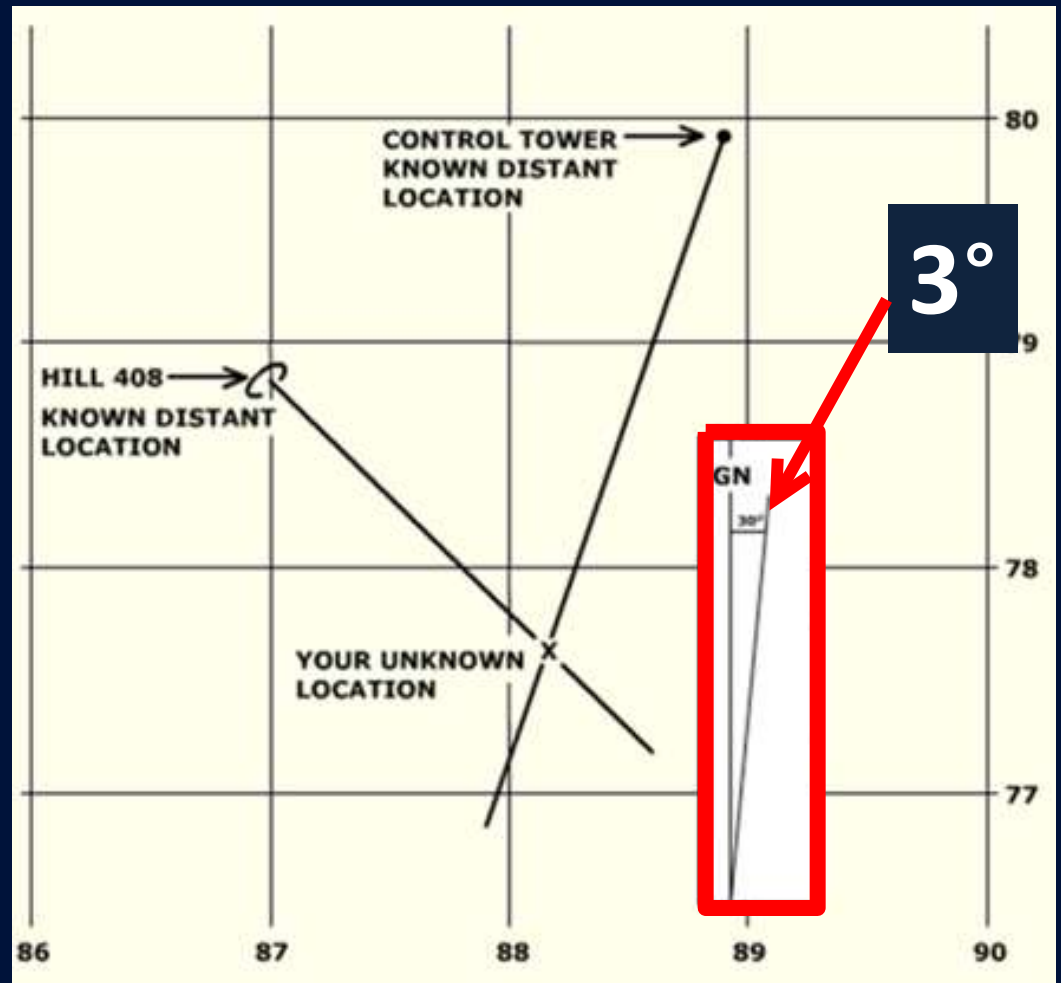 80
CONTROL TOWER
KNOWN DISTANT
LOCATION
3°
9
HILL 408
KNOWN DISTANT
LOCATION
GN
30°
78
YOUR UNKNOWN
LOCATION
X
77
86 87 88 89 90